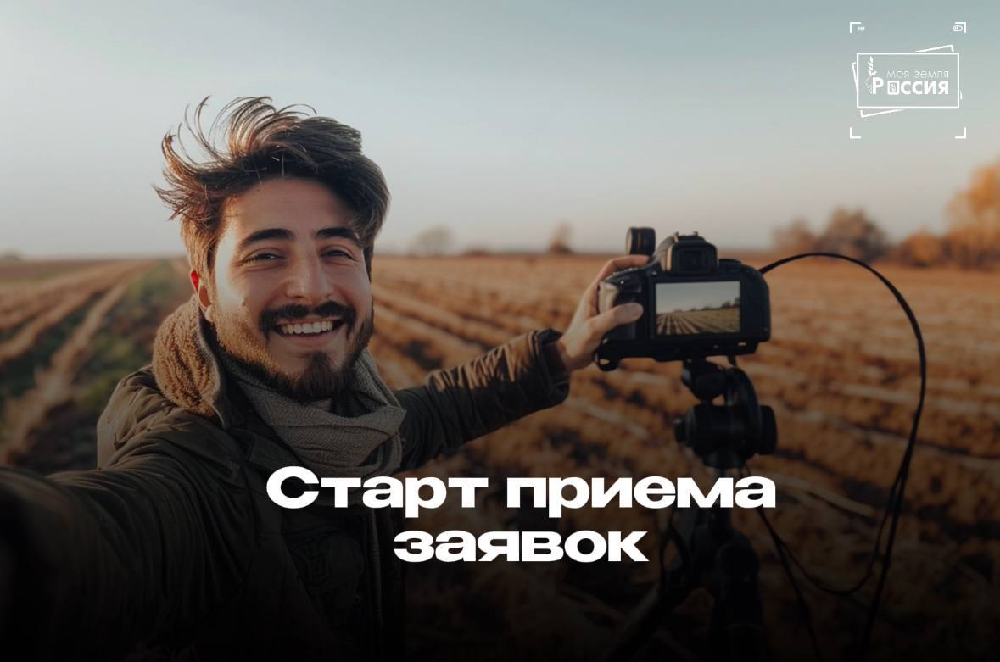 моя земля
Россия
Старт приема
заявок